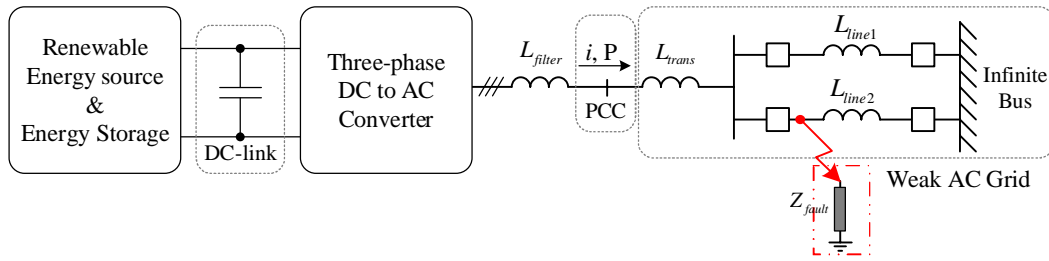 Renewable
Energy source
&
Energy Storage
DC-link
Three-phase
DC to AC
Converter
L_filter
i, P
PCC
L_trans
L_line1
L_line2
Infinite
Bus
Weak AC Grid
Z_fault